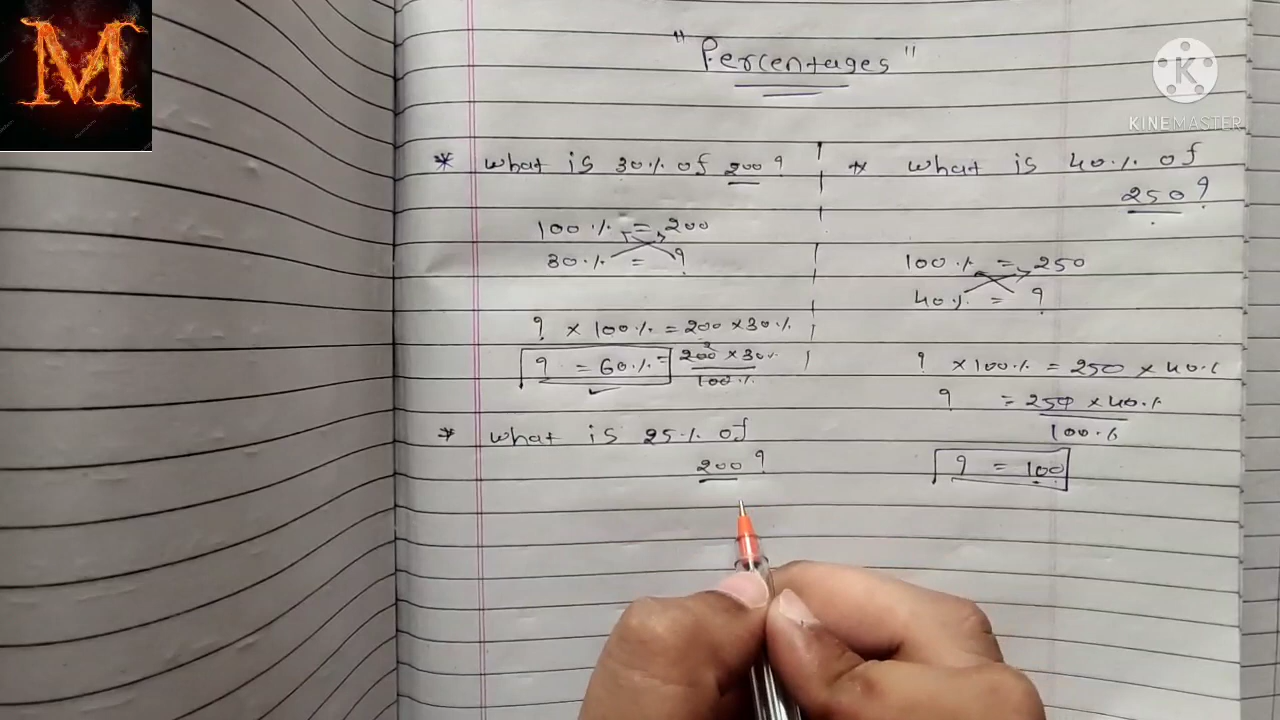 M
KINEMASTER
"Percentages"
* What is 30% of 200?
100% = 200
30% = ?
? × 100% = 200 × 30%
? = 60% = 200 × 30%
100%
* What is 25% of
200?
* What is 40% of
250?
100% = 250
40% = ?
? × 100% = 250 × 40%
? = 250 × 40%
100%
? = 100